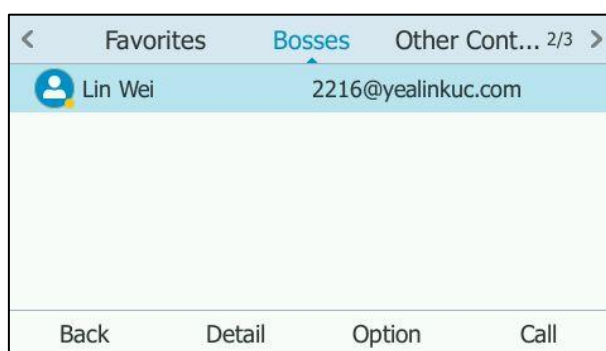 < Favorites Bosses Other Cont... 2/3 >
Lin Wei 2216@yealinkuc.com
Back Detail Option Call